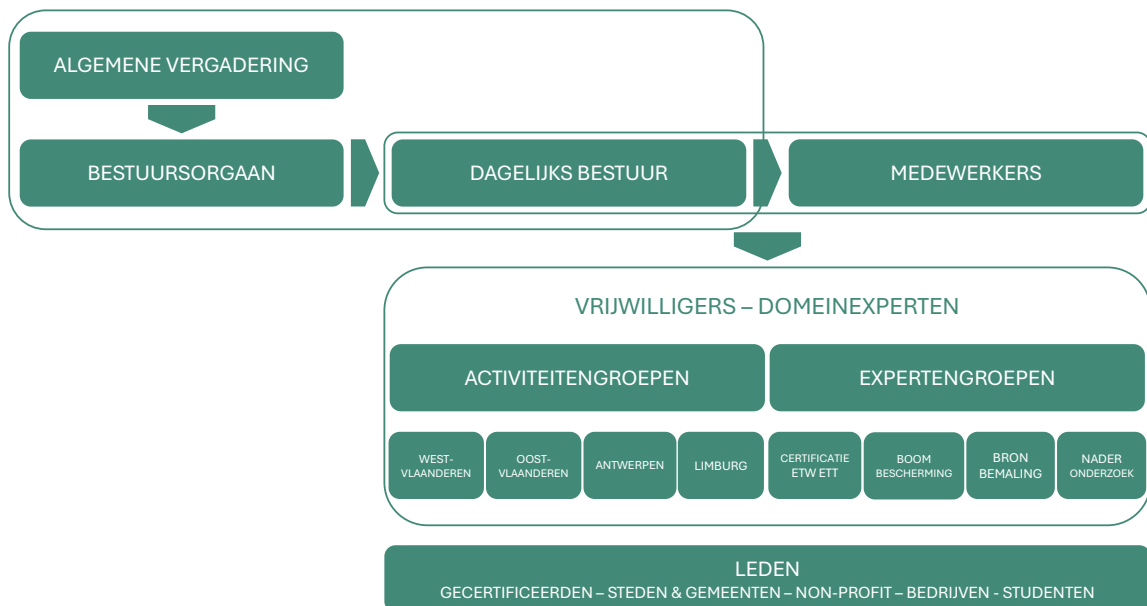 ALGEMENE VERGADERING
BESTUURSORGAAN
DAGELIJKS BESTUUR
MEDEWERKERS
VRIJWILLIGERS – DOMEINEXPERTEN
ACTIVITEITENGROEPEN
EXPERTENGROEPEN
WEST-
VLAANDEREN
OOST-
VLAANDEREN
ANTWERPEN
LIMBURG
CERTIFICATIE
ETW ETT
BOOM
BESCHERMING
BRON
BEMALING
NADER
ONDERZOEK
LEDEN
GECERTIFICEERDEN – STEDEN & GEMEENTEN – NON-PROFIT – BEDRIJVEN - STUDENTEN